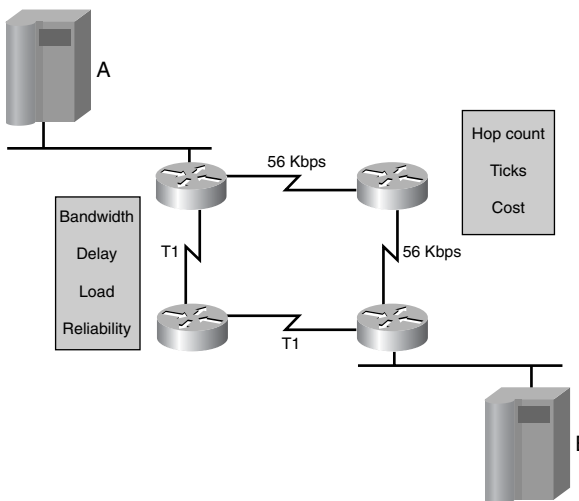 A
56 Kbps
Hop count
Ticks
Cost
Bandwidth
Delay
Load
Reliability
T1
56 Kbps
T1